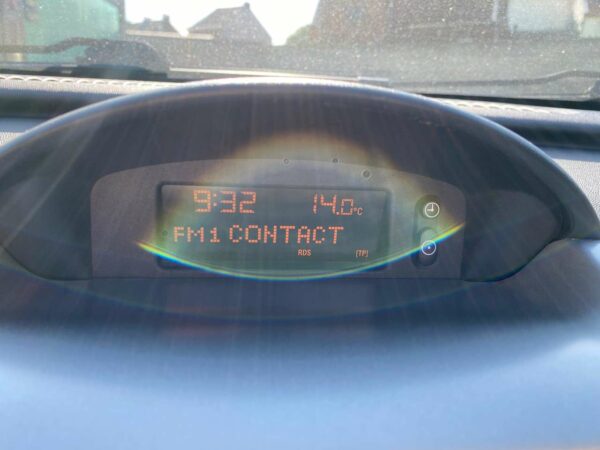 9:32 14.0°C
FM1 CONTACT
RDS [TP]